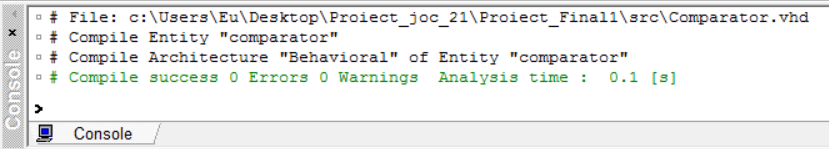 # File: c:\Users\Eu\Desktop\Proiect_joc_21\Proiect_Final1\src\Comparator.vhd
# Compile Entity "comparator"
# Compile Architecture "Behavioral" of Entity "comparator"
# Compile success 0 Errors 0 Warnings  Analysis time :  0.1 [s]
>
Console
Console